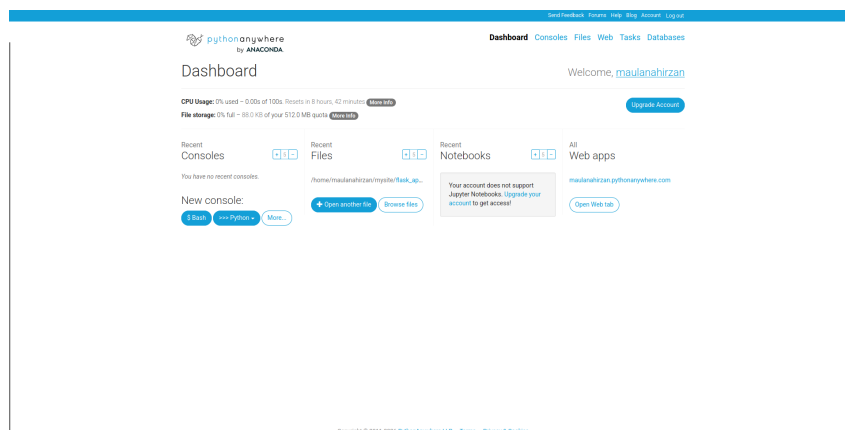 Send Feedback Forums Help Blog Account Log out
pythonanywhere
by ANACONDA.
Dashboard Consoles Files Web Tasks Databases
Dashboard
Welcome, maulanahirzan
CPU Usage: 0% used – 0.00s of 100s. Resets in 8 hours, 42 minutes More Info
File storage: 0% full – 88.0 KB of your 512.0 MB quota More Info
Upgrade Account
Recent
Consoles
+ 5 −
You have no recent consoles.
New console:
$ Bash >>> Python More...
Recent
Files
+ 5 −
/home/maulanahirzan/mysite/flask_ap...
+ Open another file Browse files
Recent
Notebooks
+ 5 −
Your account does not support
Jupyter Notebooks. Upgrade your
account to get access!
All
Web apps
maulanahirzan.pythonanywhere.com
Open Web tab